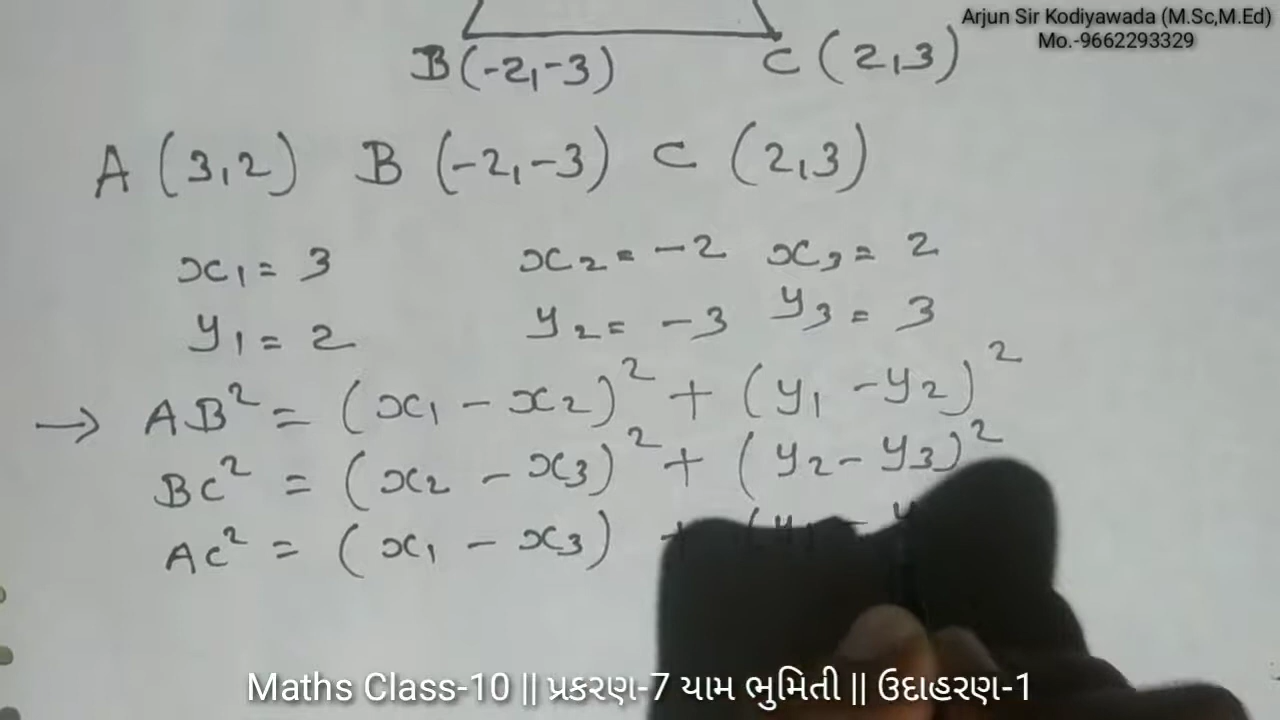 Arjun Sir Kodiyawada (M.Sc,M.Ed)
Mo.-9662293329
B(-2,-3) C (2,3)
A (3,2) B (-2,-3) C (2,3)
x₁ = 3 x₂ = -2 x₃ = 2
y₁ = 2 y₂ = -3 y₃ = 3
→ AB² = (x₁ - x₂)² + (y₁ - y₂)²
BC² = (x₂ - x₃)² + (y₂ - y₃)²
AC² = (x₁ - x₃) + (y₁ - y
Maths Class-10 || પ્રકરણ-7 યામ ભુમિતી || ઉદાહરણ-1